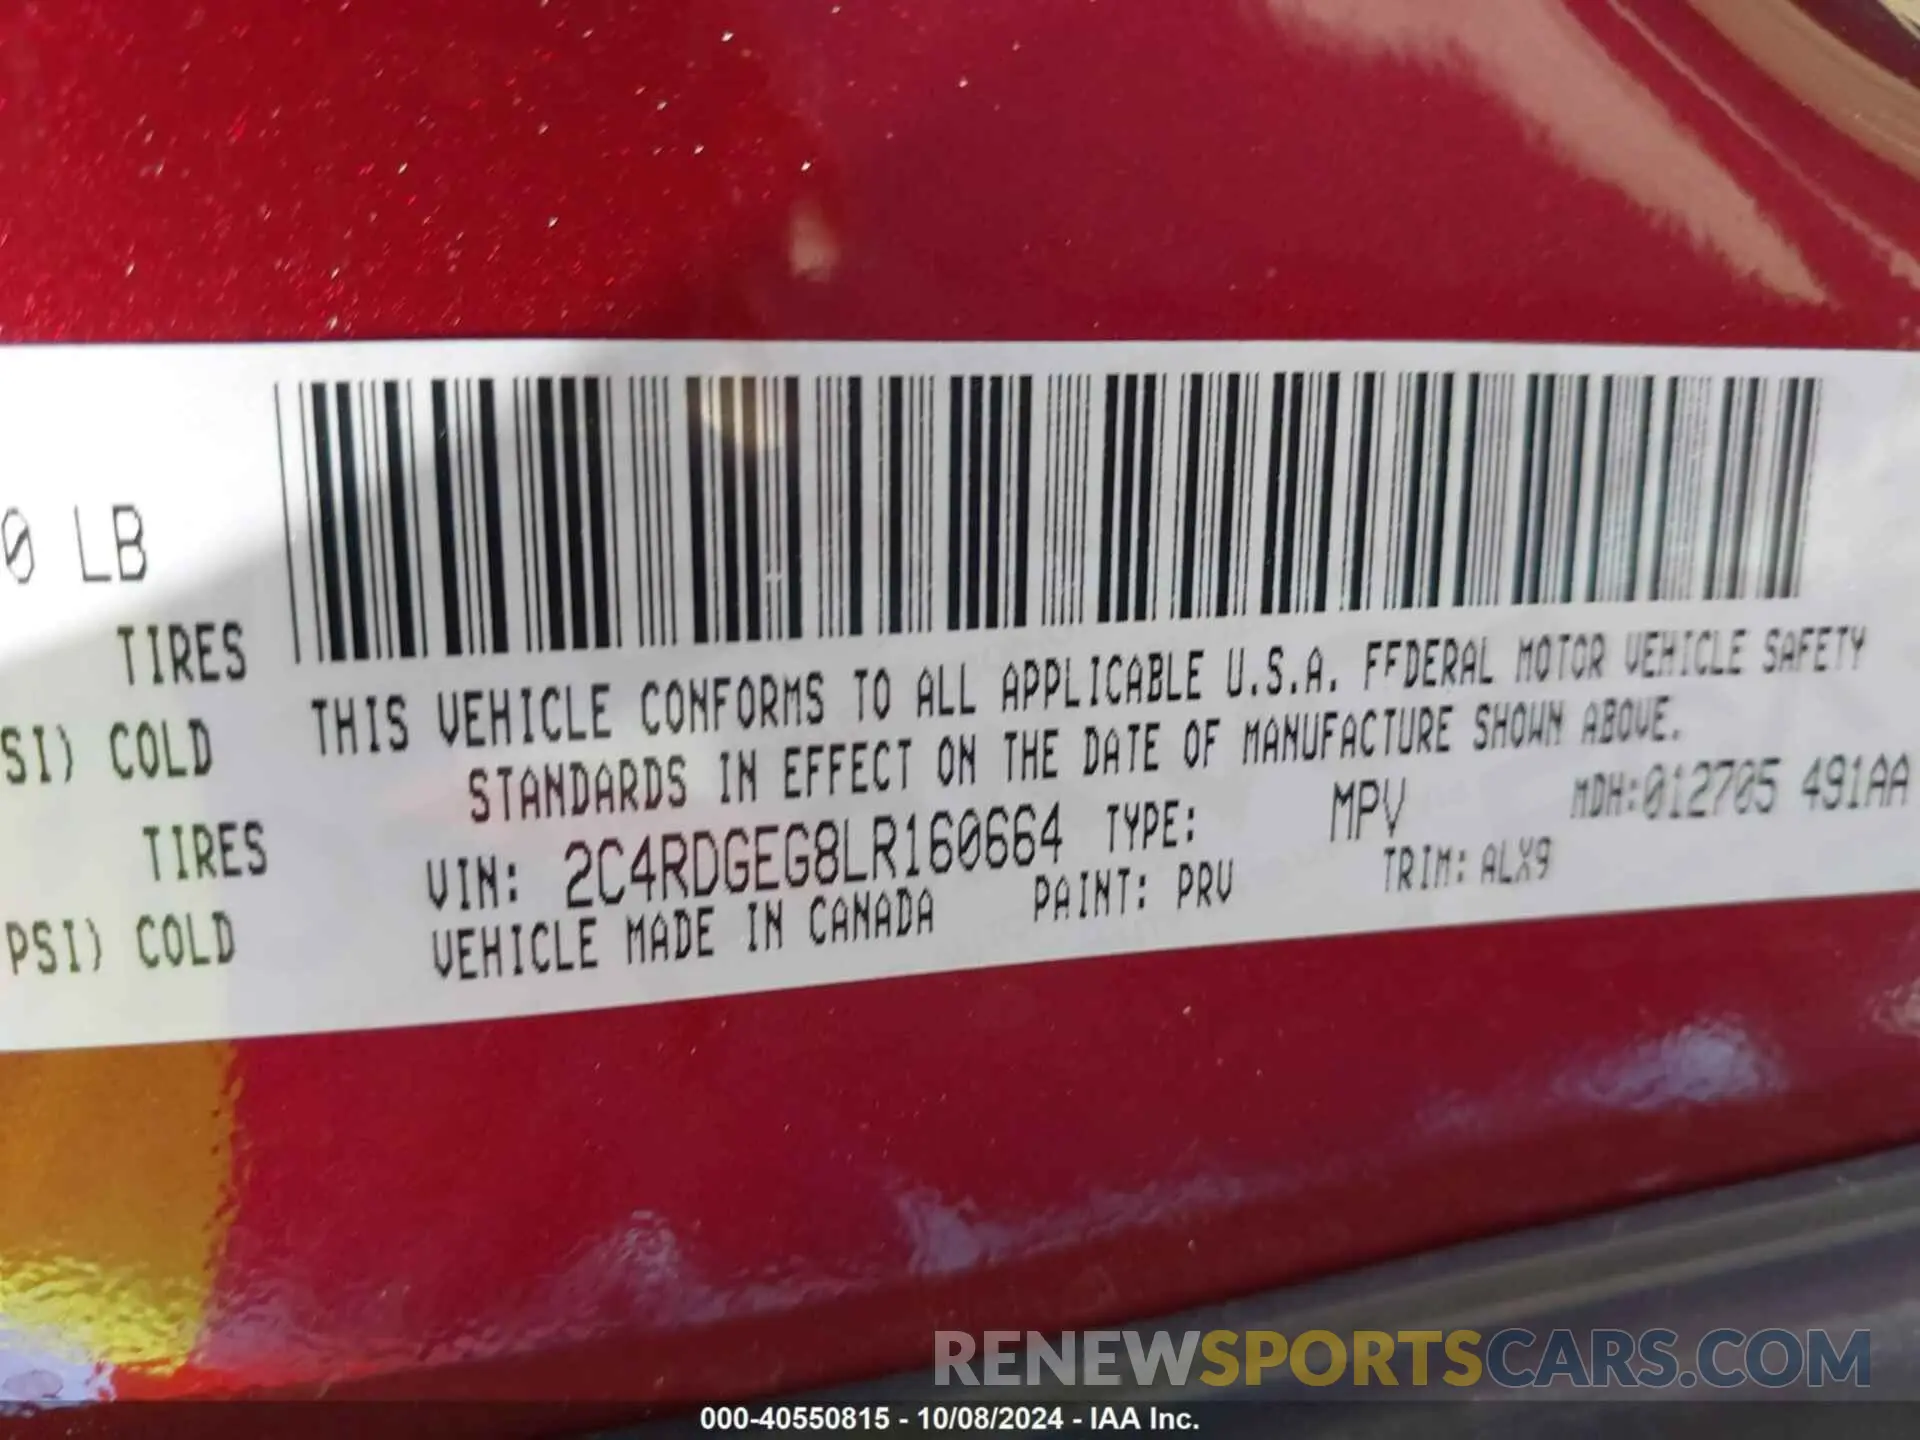 0 LB
TIRES
SI) COLD
TIRES
PSI) COLD
THIS VEHICLE CONFORMS TO ALL APPLICABLE U.S.A. FFDERAL MOTOR VEHICLE SAFETY
STANDARDS IN EFFECT ON THE DATE OF MANUFACTURE SHOWN ABOVE.
VIN: 2C4RDGEG8LR160664 TYPE: MPV MDH:012705 491AA
VEHICLE MADE IN CANADA PAINT: PRV TRIM: ALX9
RENEWSPORTSCARS.COM
000-40550815 - 10/08/2024 - IAA Inc.